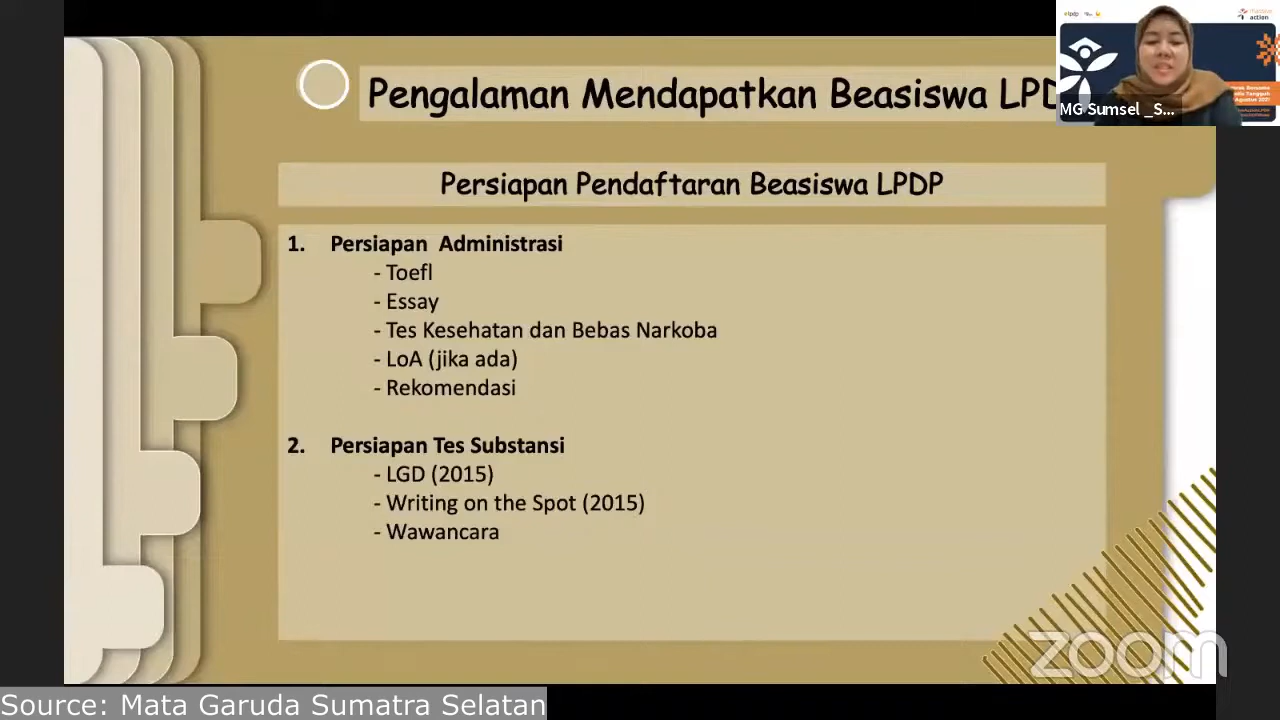 Pengalaman Mendapatkan Beasiswa LPD
MG Sumsel _S...
Persiapan Pendaftaran Beasiswa LPDP
1. Persiapan Administrasi
- Toefl
- Essay
- Tes Kesehatan dan Bebas Narkoba
- LoA (jika ada)
- Rekomendasi
2. Persiapan Tes Substansi
- LGD (2015)
- Writing on the Spot (2015)
- Wawancara
zoom
Source: Mata Garuda Sumatra Selatan